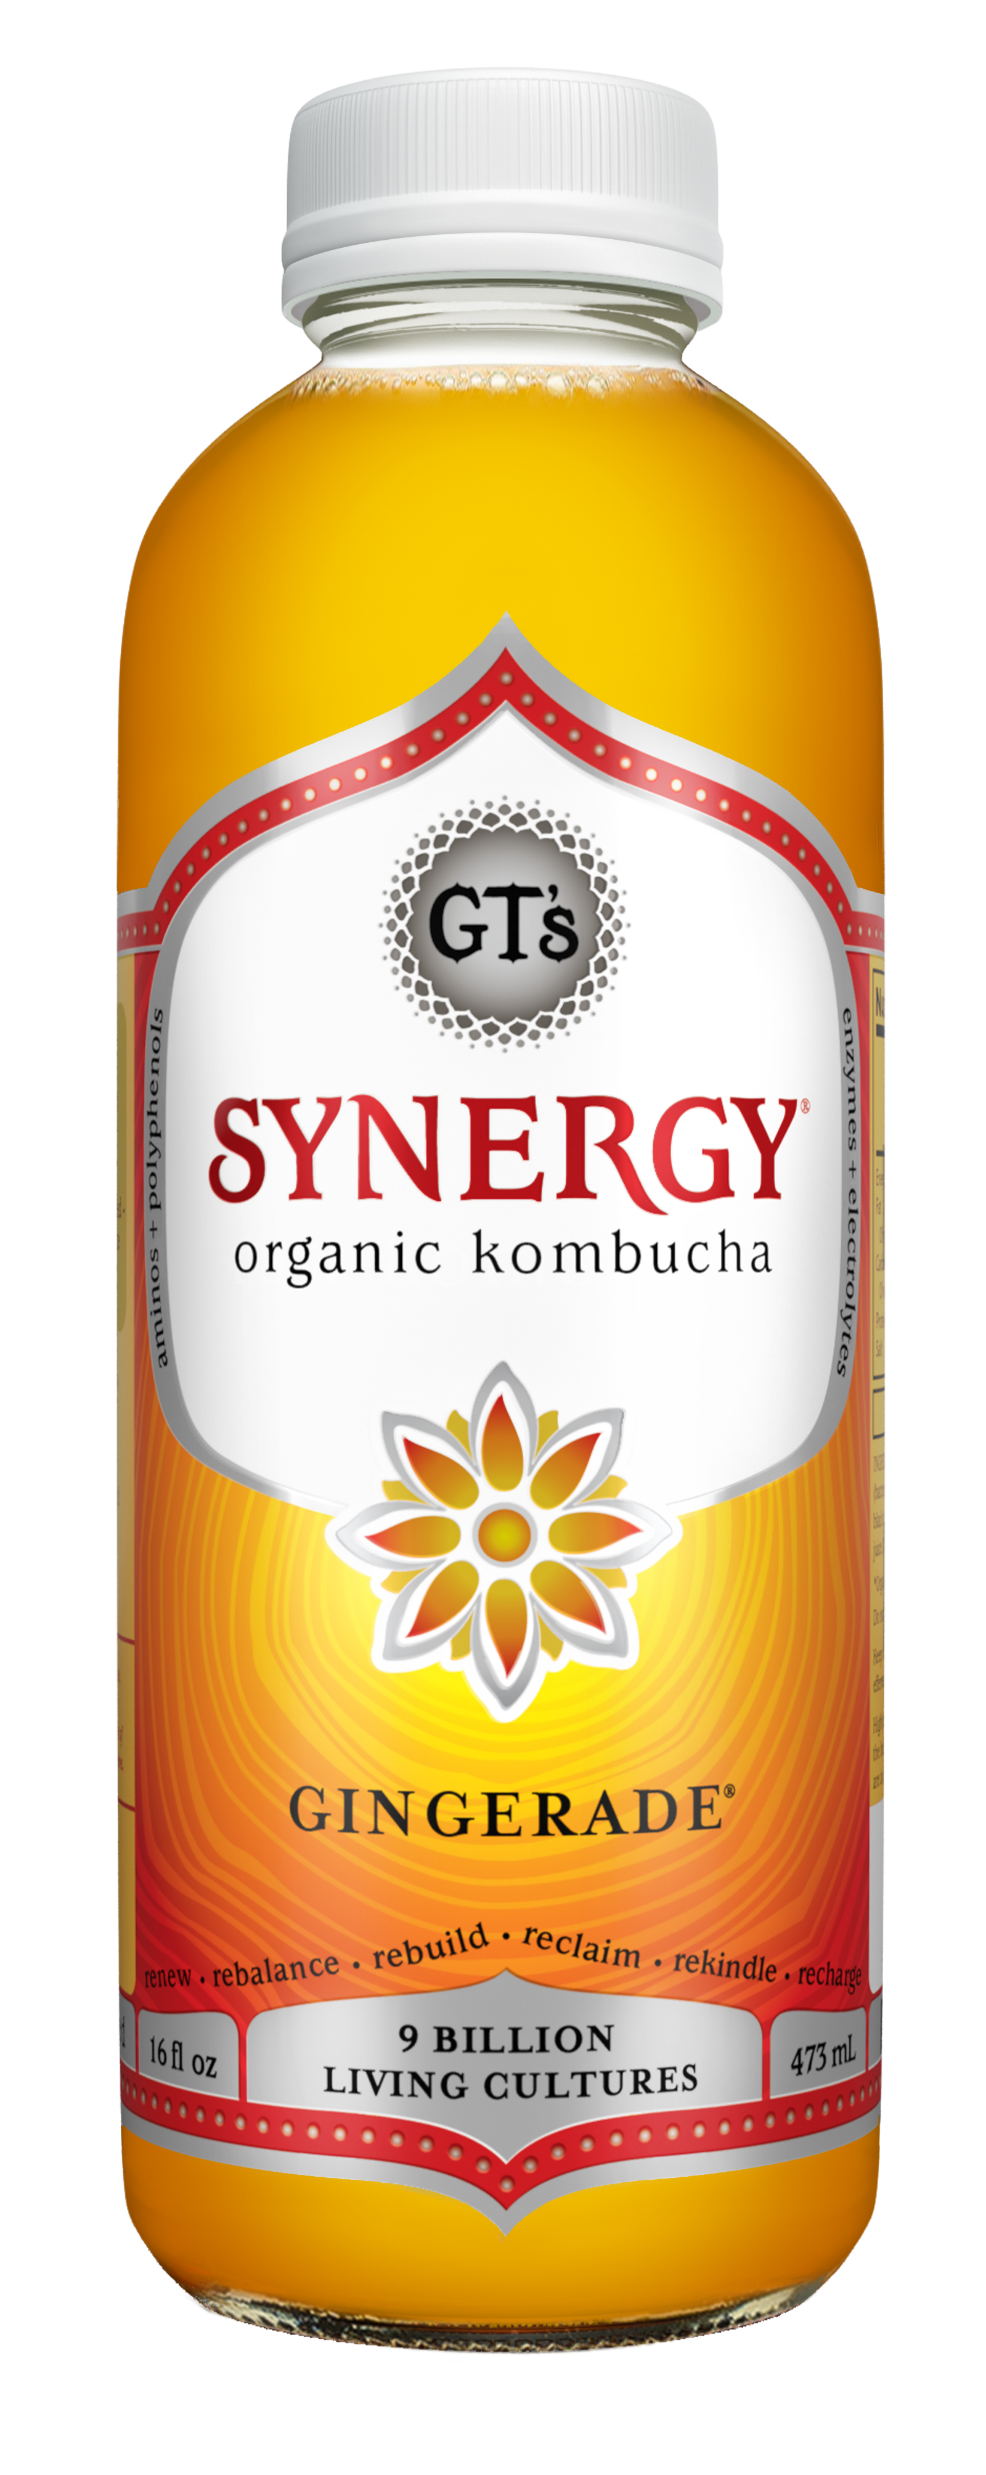 GT's
SYNERGY®
organic kombucha
aminos + polyphenols
enzymes + electrolytes
GINGERADE®
renew • rebalance • rebuild • reclaim • rekindle • recharge
16 fl oz
9 BILLION
LIVING CULTURES
473 mL